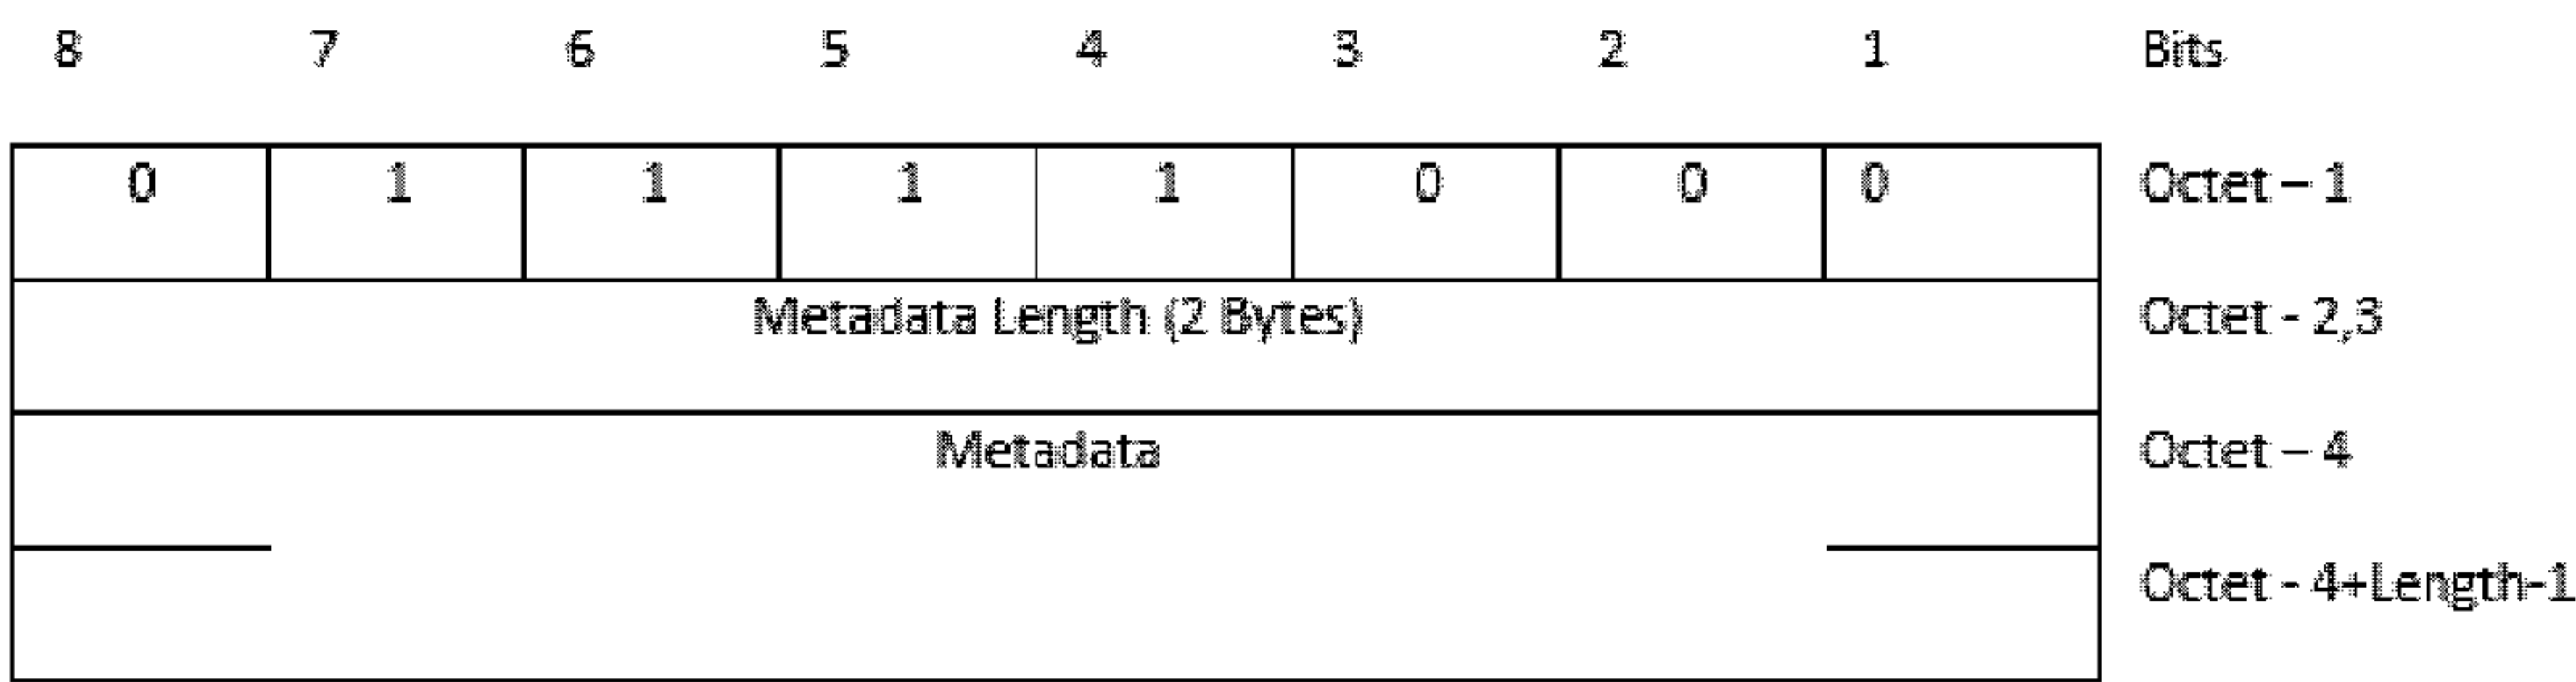 8 7 6 5 4 3 2 1 Bits
0 1 1 1 1 0 0 0 Octet – 1
Metadata Length (2 Bytes) Octet - 2,3
Metadata Octet – 4
Octet - 4+Length-1